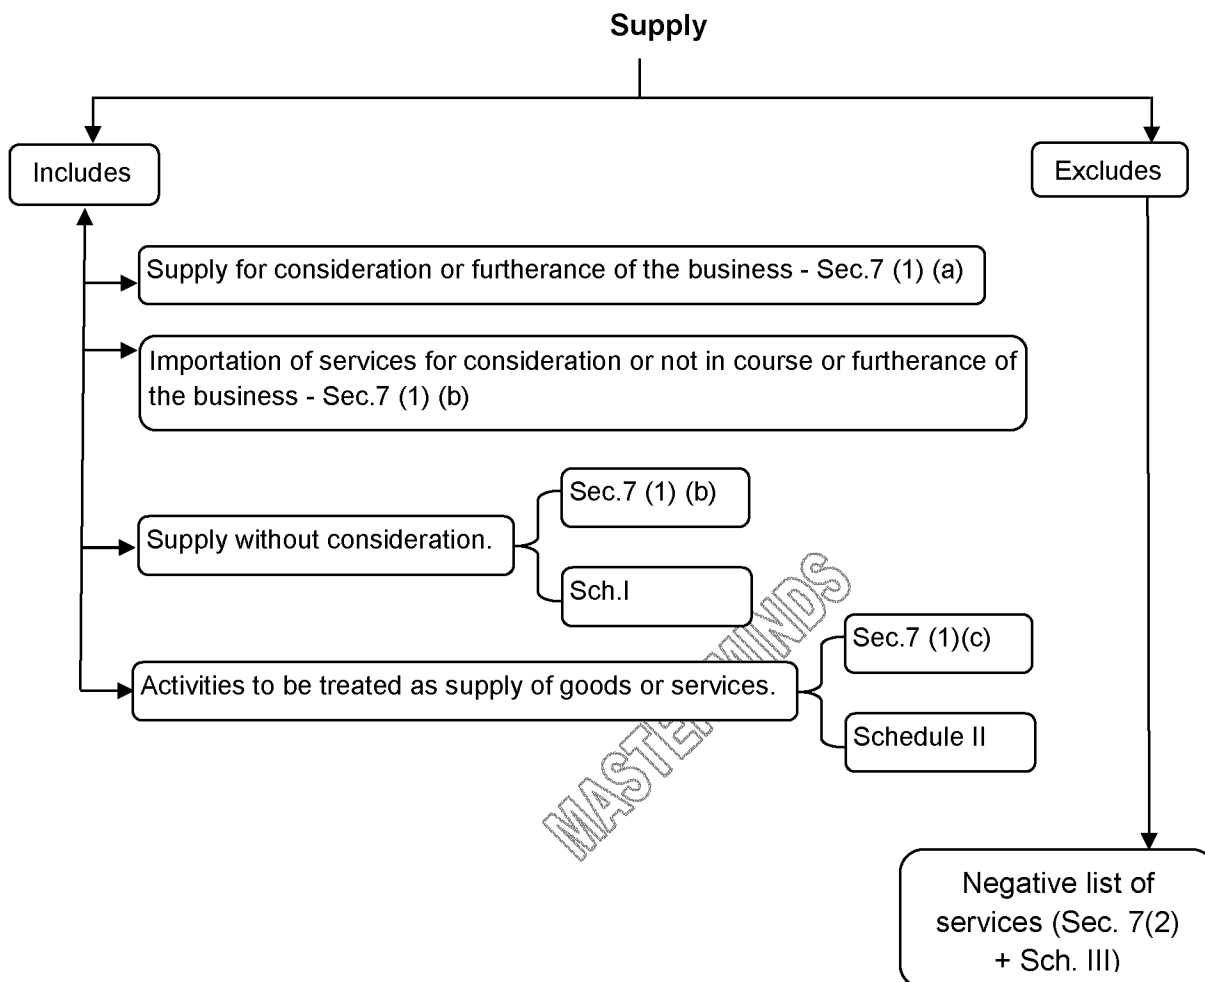 Supply
Includes
Excludes
Supply for consideration or furtherance of the business - Sec.7 (1) (a)
Importation of services for consideration or not in course or furtherance of
the business - Sec.7 (1) (b)
Sec.7 (1) (b)
Supply without consideration.
Sch.I
Sec.7 (1)(c)
Activities to be treated as supply of goods or services.
Schedule II
MASTER MINDS
Negative list of
services (Sec. 7(2)
+ Sch. III)